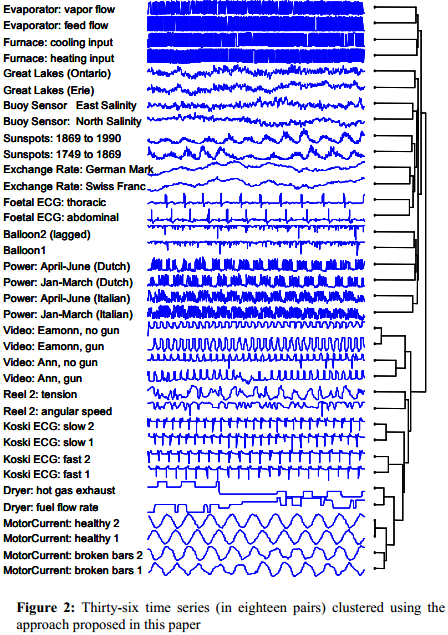 Evaporator: vapor flow
Evaporator: feed flow
Furnace: cooling input
Furnace: heating input
Great Lakes (Ontario)
Great Lakes (Erie)
Buoy Sensor East Salinity
Buoy Sensor: North Salinity
Sunspots: 1869 to 1990
Sunspots: 1749 to 1869
Exchange Rate: German Mark
Exchange Rate: Swiss Franc
Foetal ECG: thoracic
Foetal ECG: abdominal
Balloon2 (lagged)
Balloon1
Power: April-June (Dutch)
Power: Jan-March (Dutch)
Power: April-June (Italian)
Power: Jan-March (Italian)
Video: Eamonn, no gun
Video: Eamonn, gun
Video: Ann, no gun
Video: Ann, gun
Reel 2: tension
Reel 2: angular speed
Koski ECG: slow 2
Koski ECG: slow 1
Koski ECG: fast 2
Koski ECG: fast 1
Dryer: hot gas exhaust
Dryer: fuel flow rate
MotorCurrent: healthy 2
MotorCurrent: healthy 1
MotorCurrent: broken bars 2
MotorCurrent: broken bars 1
Figure 2: Thirty-six time series (in eighteen pairs) clustered using the
approach proposed in this paper